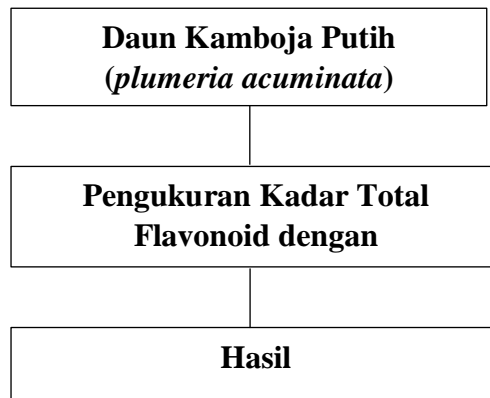 Daun Kamboja Putih
(plumeria acuminata)
Pengukuran Kadar Total
Flavonoid dengan
Hasil